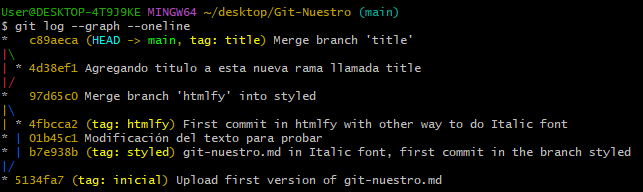 User@DESKTOP-4T9J9KE MINGW64 ~/desktop/Git-Nuestro (main)
$ git log --graph --oneline
*   c89aeca (HEAD -> main, tag: title) Merge branch 'title'
|\
| * 4d38ef1 Agregando titulo a esta nueva rama llamada title
|/
*   97d65c0 Merge branch 'htmlfy' into styled
|\
| * 4fbcca2 (tag: htmlfy) First commit in htmlfy with other way to do Italic font
* | 01b45c1 Modificación del texto para probar
* | b7e938b (tag: styled) git-nuestro.md in Italic font, first commit in the branch styled
|/
* 5134fa7 (tag: inicial) Upload first version of git-nuestro.md